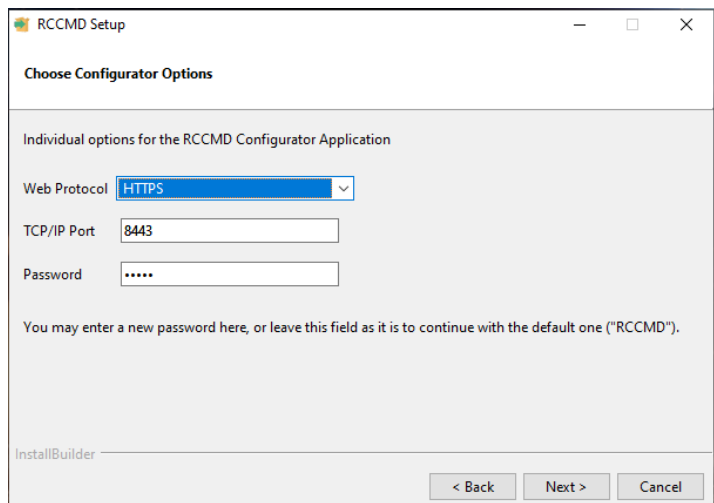 RCCMD Setup
Choose Configurator Options
Individual options for the RCCMD Configurator Application
Web Protocol HTTPS
TCP/IP Port 8443
Password •••••
You may enter a new password here, or leave this field as it is to continue with the default one ("RCCMD").
InstallBuilder
< Back Next > Cancel